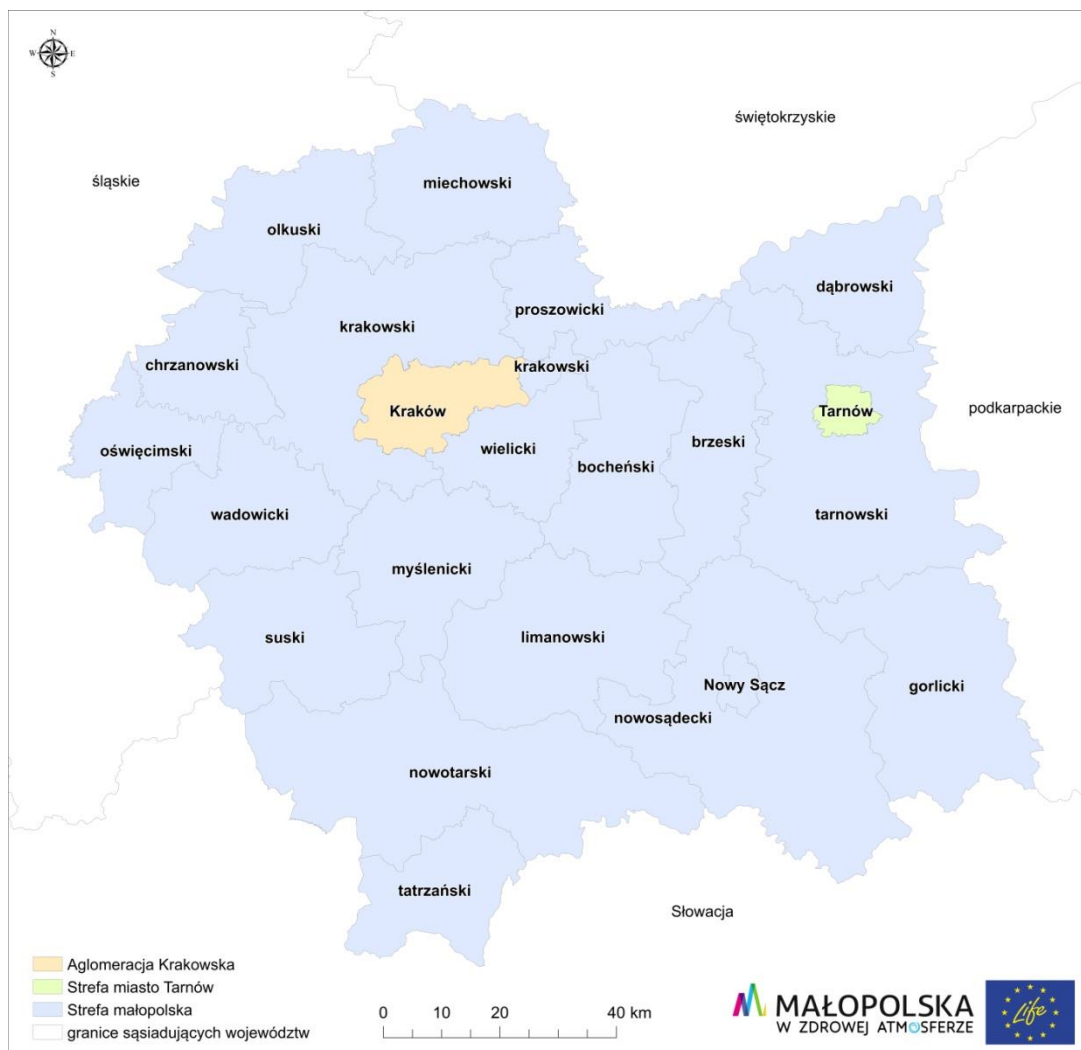 N
W E
S
świętokrzyskie
śląskie
miechowski
olkuski
dąbrowski
proszowicki
krakowski
chrzanowski
krakowski
Kraków
Tarnów
podkarpackie
oświęcimski
wielicki
brzeski
bocheński
wadowicki
tarnowski
myślenicki
suski
limanowski
Nowy Sącz
gorlicki
nowosądecki
nowotarski
tatrzański
Słowacja
Aglomeracja Krakowska
Strefa miasto Tarnów
Strefa małopolska
granice sąsiadujących województw
0 10 20 40 km
MAŁOPOLSKA
W ZDROWEJ ATMOSFERZE
Life